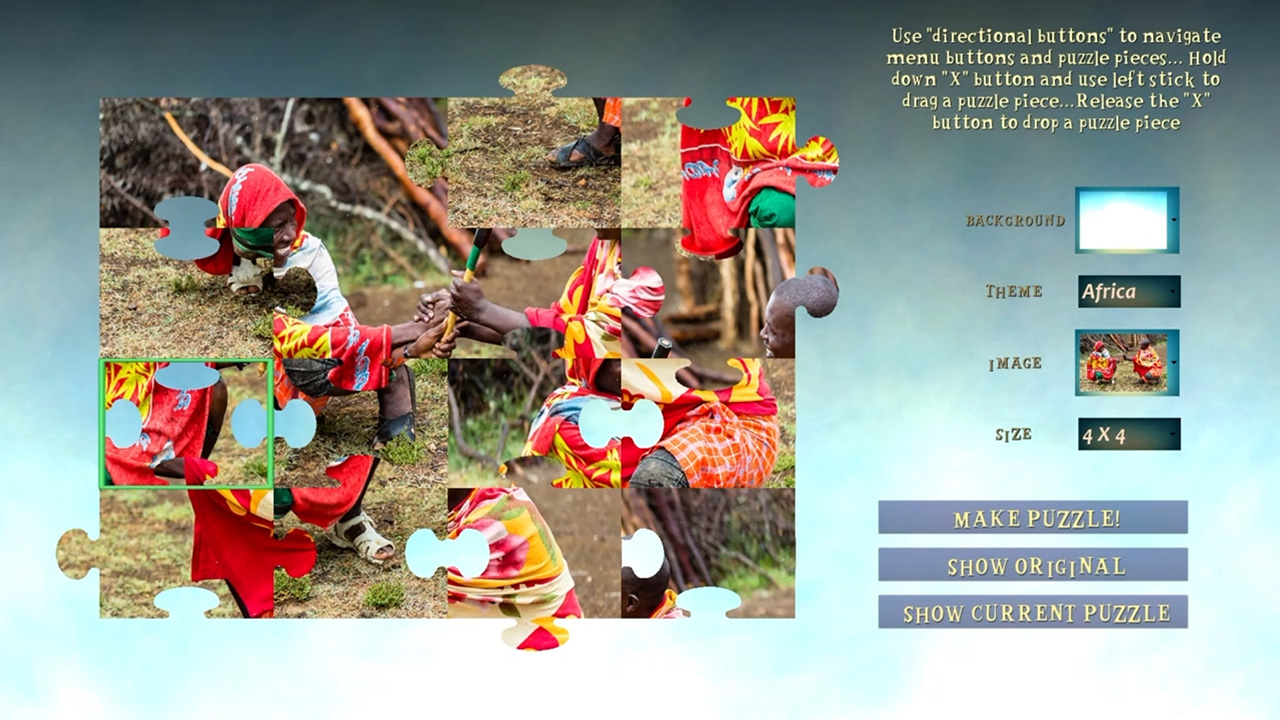 Use "directional buttons" to navigate
menu buttons and puzzle pieces... Hold
down "X" button and use left stick to
drag a puzzle piece...Release the "X"
button to drop a puzzle piece
BACKGROUND
THEME
Africa
IMAGE
SIZE
4 X 4
MAKE PUZZLE!
SHOW ORIGINAL
SHOW CURRENT PUZZLE